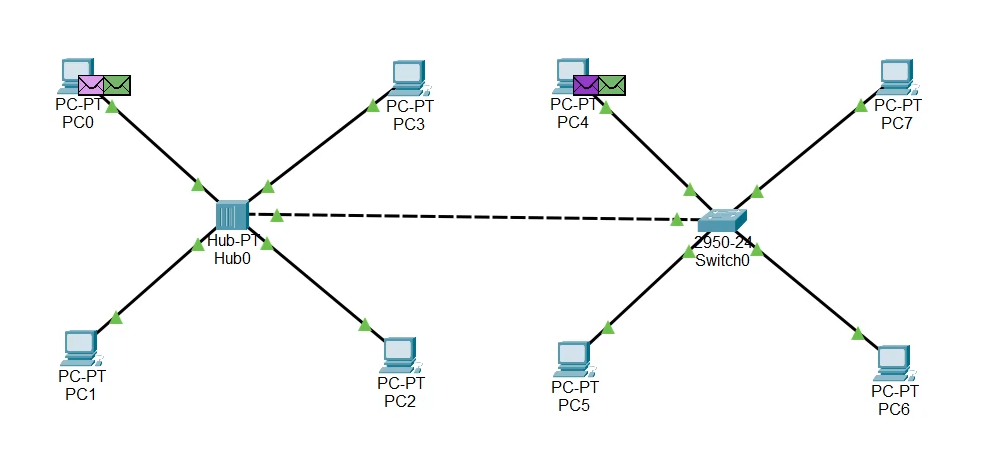 PC-PT
PC0
PC-PT
PC3
PC-PT
PC4
PC-PT
PC7
Hub-PT
Hub0
2950-24
Switch0
PC-PT
PC1
PC-PT
PC2
PC-PT
PC5
PC-PT
PC6